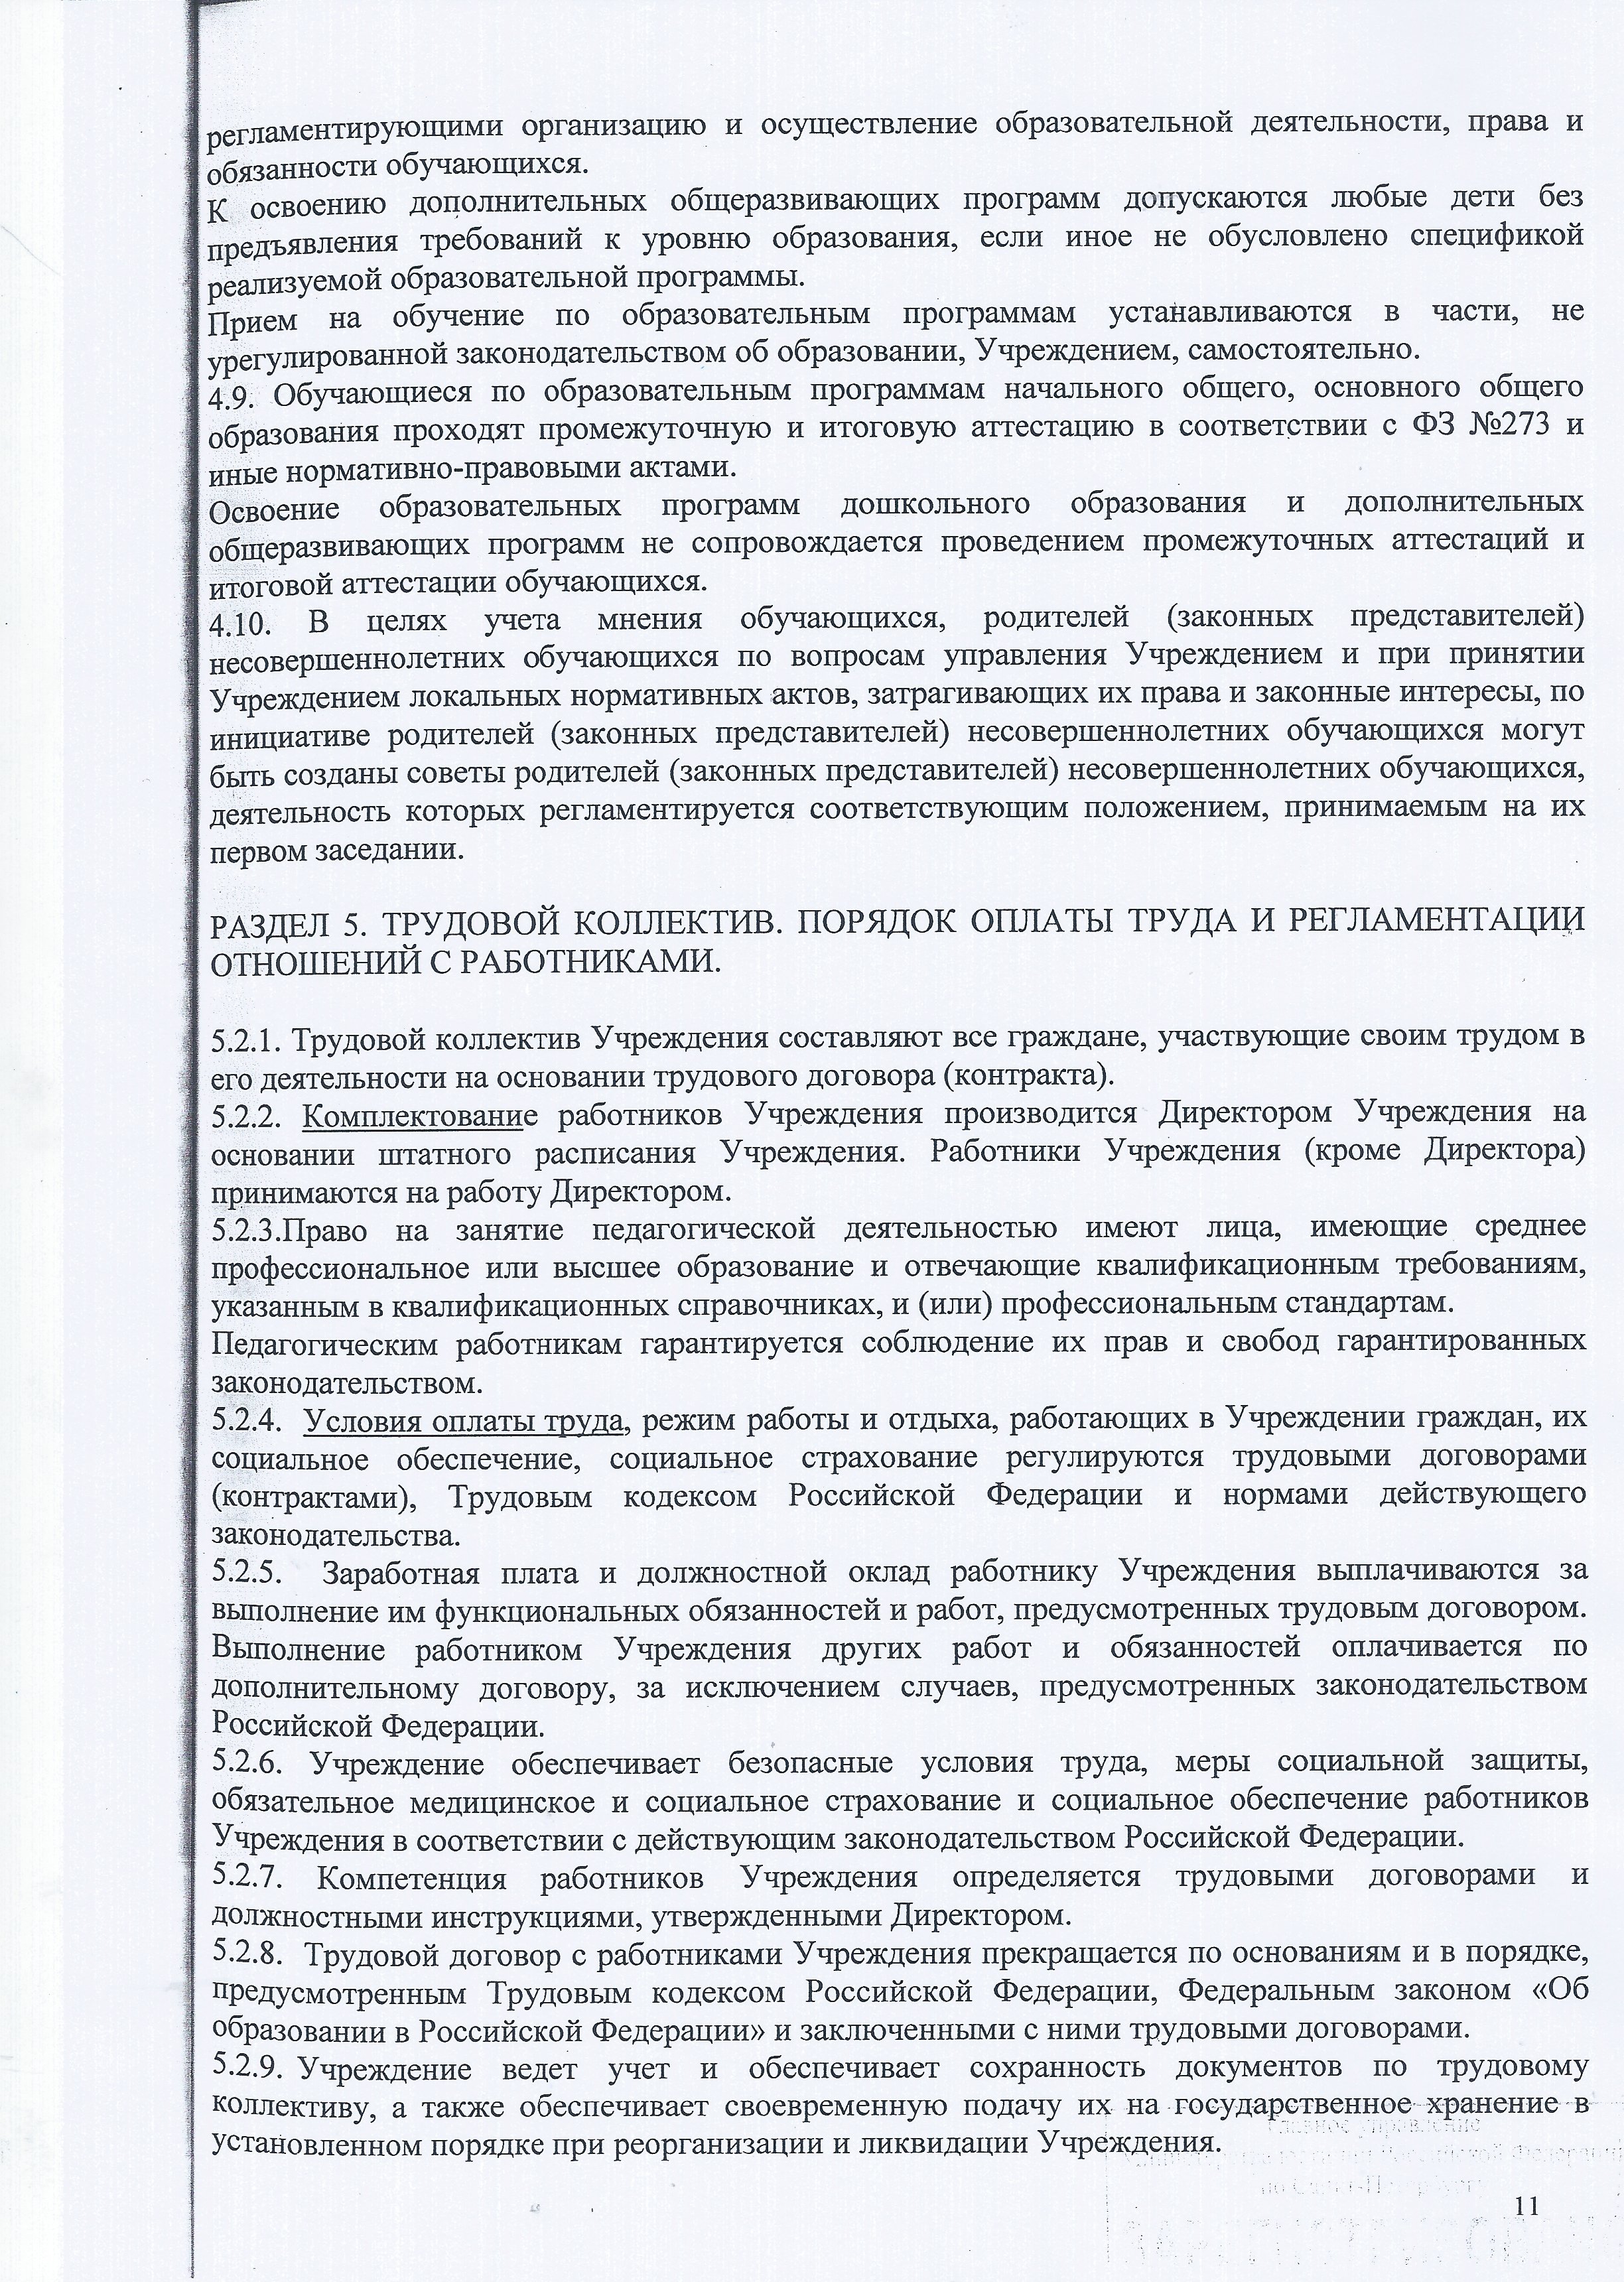 регламентирующими организацию и осуществление образовательной деятельности, права и
обязанности обучающихся.
К освоению дополнительных общеразвивающих программ допускаются любые дети без
предъявления требований к уровню образования, если иное не обусловлено спецификой
реализуемой образовательной программы.
Прием на обучение по образовательным программам устанавливаются в части, не
урегулированной законодательством об образовании, Учреждением, самостоятельно.
4.9. Обучающиеся по образовательным программам начального общего, основного общего
образования проходят промежуточную и итоговую аттестацию в соответствии с ФЗ №273 и
иные нормативно-правовыми актами.
Освоение образовательных программ дошкольного образования и дополнительных
общеразвивающих программ не сопровождается проведением промежуточных аттестаций и
итоговой аттестации обучающихся.
4.10. В целях учета мнения обучающихся, родителей (законных представителей)
несовершеннолетних обучающихся по вопросам управления Учреждением и при принятии
Учреждением локальных нормативных актов, затрагивающих их права и законные интересы, по
инициативе родителей (законных представителей) несовершеннолетних обучающихся могут
быть созданы советы родителей (законных представителей) несовершеннолетних обучающихся,
деятельность которых регламентируется соответствующим положением, принимаемым на их
первом заседании.
РАЗДЕЛ 5. ТРУДОВОЙ КОЛЛЕКТИВ. ПОРЯДОК ОПЛАТЫ ТРУДА И РЕГЛАМЕНТАЦИИ
ОТНОШЕНИЙ С РАБОТНИКАМИ.
5.2.1. Трудовой коллектив Учреждения составляют все граждане, участвующие своим трудом в
его деятельности на основании трудового договора (контракта).
5.2.2. Комплектование работников Учреждения производится Директором Учреждения на
основании штатного расписания Учреждения. Работники Учреждения (кроме Директора)
принимаются на работу Директором.
5.2.3.Право на занятие педагогической деятельностью имеют лица, имеющие среднее
профессиональное или высшее образование и отвечающие квалификационным требованиям,
указанным в квалификационных справочниках, и (или) профессиональным стандартам.
Педагогическим работникам гарантируется соблюдение их прав и свобод гарантированных
законодательством.
5.2.4. Условия оплаты труда, режим работы и отдыха, работающих в Учреждении граждан, их
социальное обеспечение, социальное страхование регулируются трудовыми договорами
(контрактами), Трудовым кодексом Российской Федерации и нормами действующего
законодательства.
5.2.5. Заработная плата и должностной оклад работнику Учреждения выплачиваются за
выполнение им функциональных обязанностей и работ, предусмотренных трудовым договором.
Выполнение работником Учреждения других работ и обязанностей оплачивается по
дополнительному договору, за исключением случаев, предусмотренных законодательством
Российской Федерации.
5.2.6. Учреждение обеспечивает безопасные условия труда, меры социальной защиты,
обязательное медицинское и социальное страхование и социальное обеспечение работников
Учреждения в соответствии с действующим законодательством Российской Федерации.
5.2.7. Компетенция работников Учреждения определяется трудовыми договорами и
должностными инструкциями, утвержденными Директором.
5.2.8. Трудовой договор с работниками Учреждения прекращается по основаниям и в порядке,
предусмотренным Трудовым кодексом Российской Федерации, Федеральным законом «Об
образовании в Российской Федерации» и заключенными с ними трудовыми договорами.
5.2.9. Учреждение ведет учет и обеспечивает сохранность документов по трудовому
коллективу, а также обеспечивает своевременную подачу их на государственное хранение в
установленном порядке при реорганизации и ликвидации Учреждения.
Главное управление
11